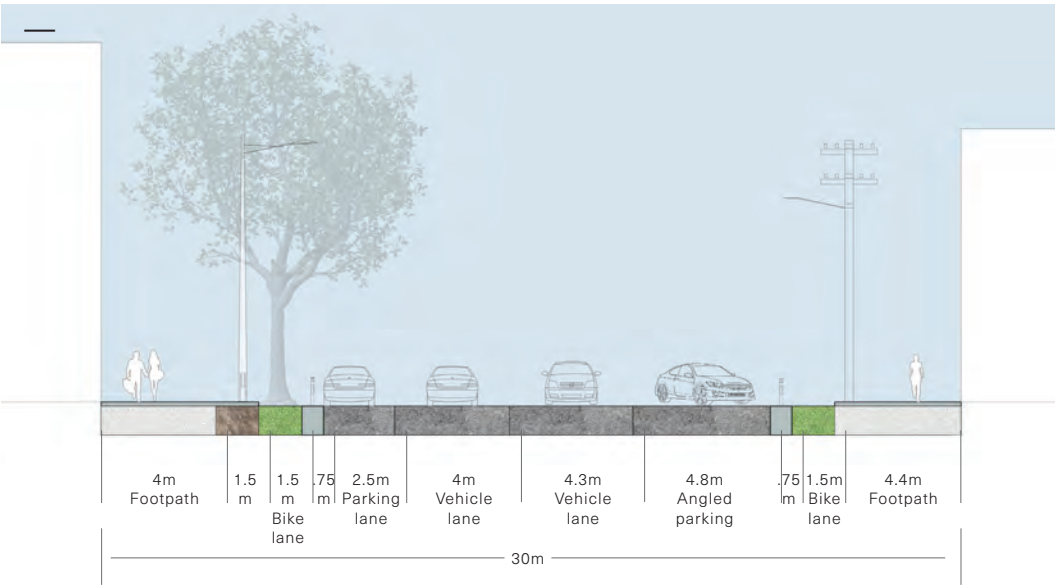 4m
Footpath
1.5
m
1.5
m
Bike
lane
.75
m
2.5m
Parking
lane
4m
Vehicle
lane
4.3m
Vehicle
lane
4.8m
Angled
parking
.75
m
1.5m
Bike
lane
4.4m
Footpath
30m